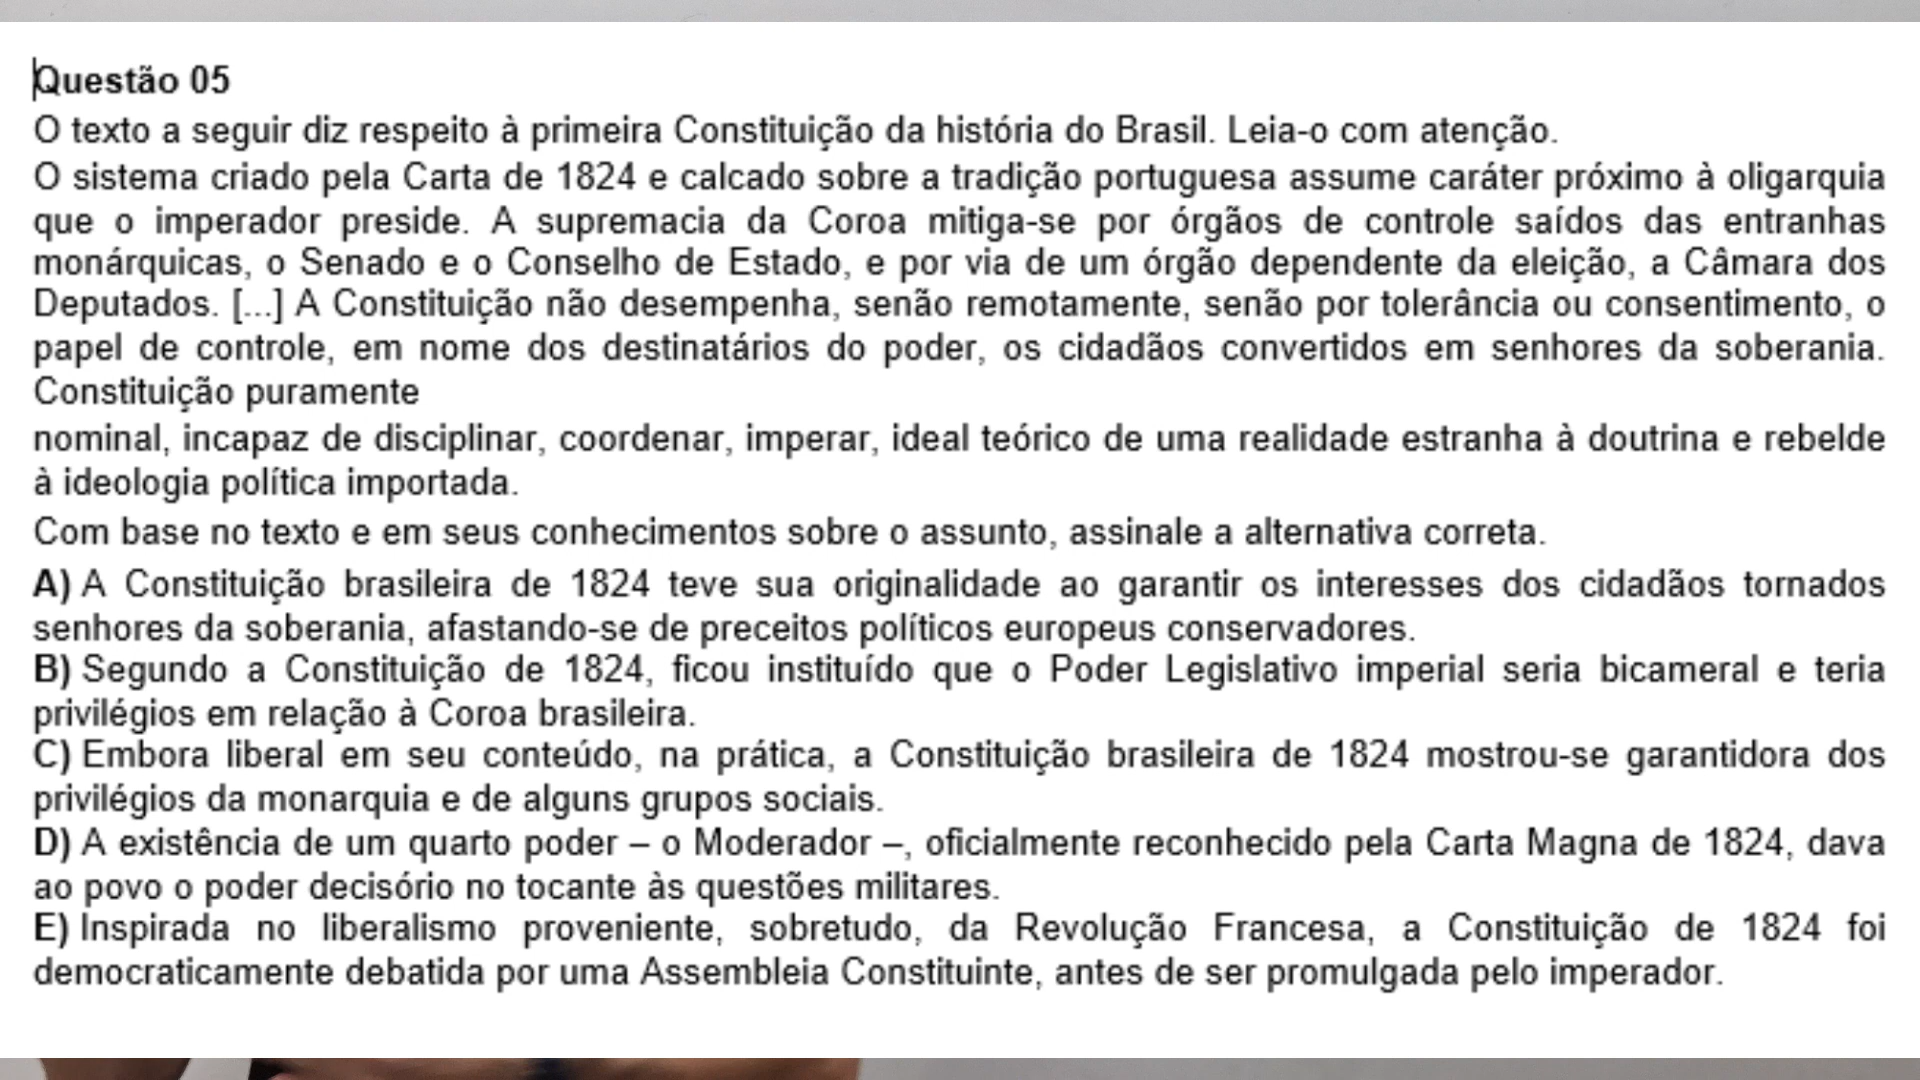 Questão 05
O texto a seguir diz respeito à primeira Constituição da história do Brasil. Leia-o com atenção.
O sistema criado pela Carta de 1824 e calcado sobre a tradição portuguesa assume caráter próximo à oligarquia
que o imperador preside. A supremacia da Coroa mitiga-se por órgãos de controle saídos das entranhas
monárquicas, o Senado e o Conselho de Estado, e por via de um órgão dependente da eleição, a Câmara dos
Deputados. [...] A Constituição não desempenha, senão remotamente, senão por tolerância ou consentimento, o
papel de controle, em nome dos destinatários do poder, os cidadãos convertidos em senhores da soberania.
Constituição puramente
nominal, incapaz de disciplinar, coordenar, imperar, ideal teórico de uma realidade estranha à doutrina e rebelde
à ideologia política importada.
Com base no texto e em seus conhecimentos sobre o assunto, assinale a alternativa correta.
A) A Constituição brasileira de 1824 teve sua originalidade ao garantir os interesses dos cidadãos tornados
senhores da soberania, afastando-se de preceitos políticos europeus conservadores.
B) Segundo a Constituição de 1824, ficou instituído que o Poder Legislativo imperial seria bicameral e teria
privilégios em relação à Coroa brasileira.
C) Embora liberal em seu conteúdo, na prática, a Constituição brasileira de 1824 mostrou-se garantidora dos
privilégios da monarquia e de alguns grupos sociais.
D) A existência de um quarto poder – o Moderador –, oficialmente reconhecido pela Carta Magna de 1824, dava
ao povo o poder decisório no tocante às questões militares.
E) Inspirada no liberalismo proveniente, sobretudo, da Revolução Francesa, a Constituição de 1824 foi
democraticamente debatida por uma Assembleia Constituinte, antes de ser promulgada pelo imperador.